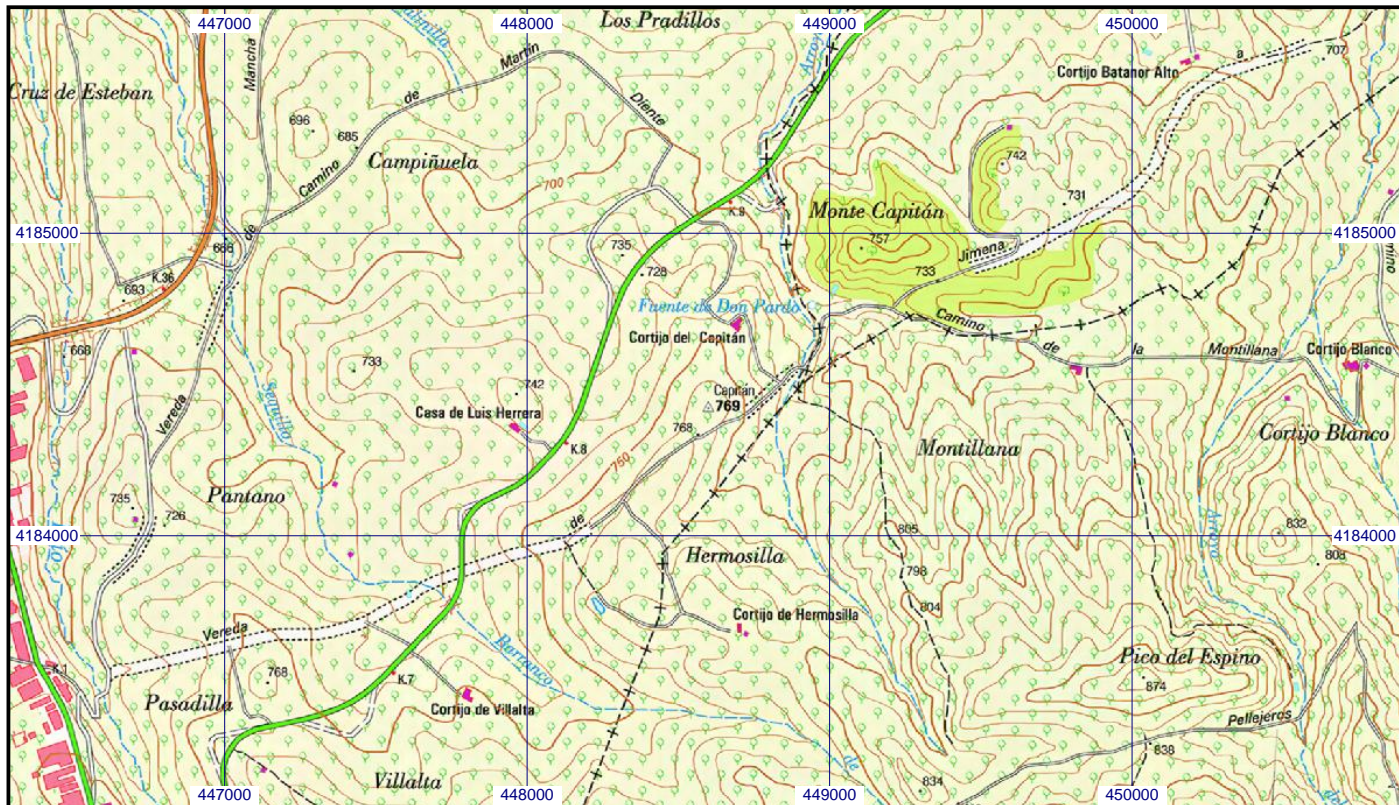 447000 448000 449000 450000
Los Pradillos
Arroyo
Mancha
Martín
de
a
707
Cruz de Esteban
Cortijo Batanor Alto
696
685
Diente
Campiñuela
Camino
742
700
731
K.9
Monte Capitán
4185000
de
686
757
4185000
735
Jimena
728
733
K.36
693
Fuente de Don Pardo
Camino
Cortijo del Capitán
668
de
la
Montillana
Cortijo Blanco
733
742
Capitán
769
Sequillo
Vereda
Casa de Luis Herrera
768
K.8
Montillana
Cortijo Blanco
750
Pantano
735
726
de
805
832
4184000
4184000
Hermosilla
808
Arroyo
798
804
Cortijo de Hermosilla
Vereda
Barranco
K.1
Pico del Espino
768
K.7
874
Pasadilla
Cortijo de Villalta
Pellejeros
838
de
Villalta
834
447000 448000 449000 450000